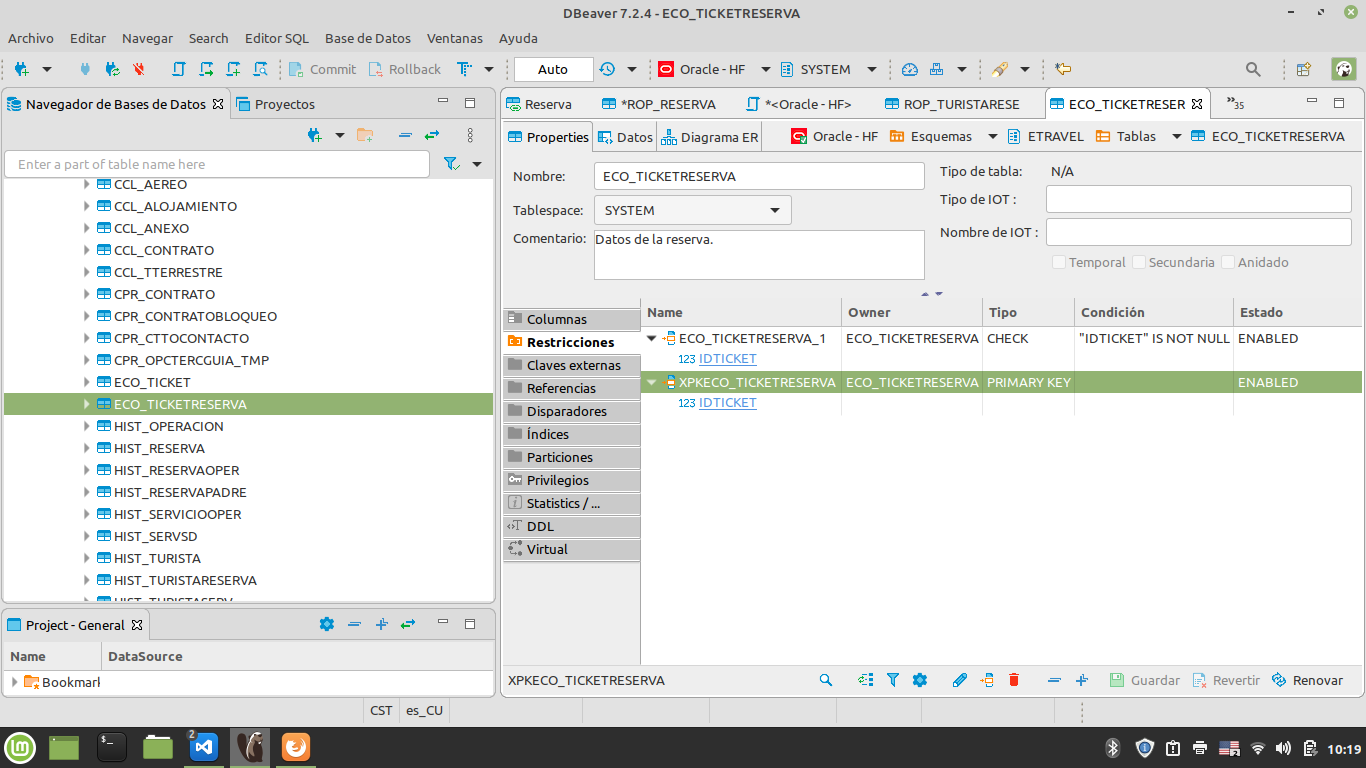 DBeaver 7.2.4 - ECO_TICKETRESERVA
Archivo Editar Navegar Search Editor SQL Base de Datos Ventanas Ayuda
Commit Rollback Auto Oracle - HF SYSTEM
Navegador de Bases de Datos Proyectos
Enter a part of table name here
CCL_AEREO
CCL_ALOJAMIENTO
CCL_ANEXO
CCL_CONTRATO
CCL_TTERRESTRE
CPR_CONTRATO
CPR_CONTRATOBLOQUEO
CPR_CTTOCONTACTO
CPR_OPCTERCGUIA_TMP
ECO_TICKET
ECO_TICKETRESERVA
HIST_OPERACION
HIST_RESERVA
HIST_RESERVAOPER
HIST_RESERVAPADRE
HIST_SERVICIOOPER
HIST_SERVSD
HIST_TURISTA
HIST_TURISTARESERVA
HIST_TURISTASERV
Project - General
Name DataSource
Bookmark
Reserva *ROP_RESERVA *<Oracle - HF> ROP_TURISTARESE ECO_TICKETRESER »35
Properties Datos Diagrama ER Oracle - HF Esquemas ETRAVEL Tablas ECO_TICKETRESERVA
Nombre: ECO_TICKETRESERVA
Tablespace: SYSTEM
Comentario: Datos de la reserva.
Tipo de tabla: N/A
Tipo de IOT :
Nombre de IOT :
Temporal Secundaria Anidado
Columnas
Restricciones
Claves externas
Referencias
Disparadores
Índices
Particiones
Privilegios
Statistics / ...
DDL
Virtual
Name Owner Tipo Condición Estado
ECO_TICKETRESERVA_1 ECO_TICKETRESERVA CHECK "IDTICKET" IS NOT NULL ENABLED
123 IDTICKET
XPKECO_TICKETRESERVA ECO_TICKETRESERVA PRIMARY KEY ENABLED
123 IDTICKET
XPKECO_TICKETRESERVA Guardar Revertir Renovar
CST es_CU
2 2 10:19